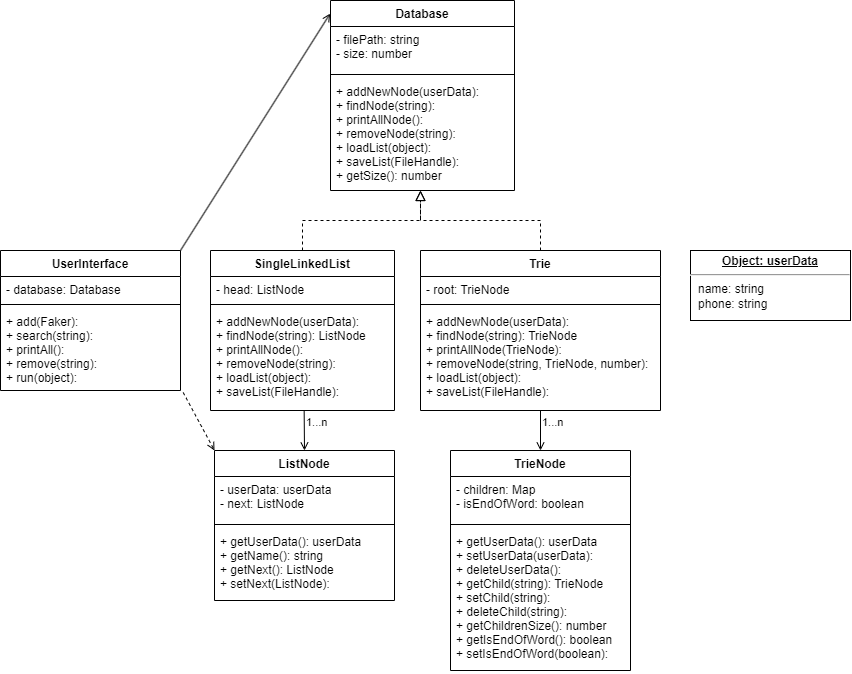 Database
- filePath: string
- size: number
+ addNewNode(userData):
+ findNode(string):
+ printAllNode():
+ removeNode(string):
+ loadList(object):
+ saveList(FileHandle):
+ getSize(): number
UserInterface
- database: Database
+ add(Faker):
+ search(string):
+ printAll():
+ remove(string):
+ run(object):
SingleLinkedList
- head: ListNode
+ addNewNode(userData):
+ findNode(string): ListNode
+ printAllNode():
+ removeNode(string):
+ loadList(object):
+ saveList(FileHandle):
Trie
- root: TrieNode
+ addNewNode(userData):
+ findNode(string): TrieNode
+ printAllNode(TrieNode):
+ removeNode(string, TrieNode, number):
+ loadList(object):
+ saveList(FileHandle):
Object: userData
name: string
phone: string
1...n
1...n
ListNode
- userData: userData
- next: ListNode
+ getUserData(): userData
+ getName(): string
+ getNext(): ListNode
+ setNext(ListNode):
TrieNode
- children: Map
- isEndOfWord: boolean
+ getUserData(): userData
+ setUserData(userData):
+ deleteUserData():
+ getChild(string): TrieNode
+ setChild(string):
+ deleteChild(string):
+ getChildrenSize(): number
+ getIsEndOfWord(): boolean
+ setIsEndOfWord(boolean):